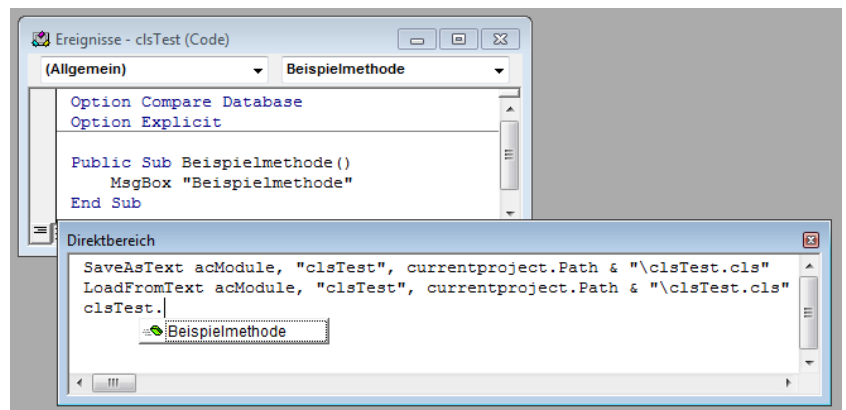 Ereignisse - clsTest (Code)
(Allgemein) Beispielmethode
Option Compare Database
Option Explicit
Public Sub Beispielmethode()
MsgBox "Beispielmethode"
End Sub
Direktbereich
SaveAsText acModule, "clsTest", currentproject.Path & "\clsTest.cls"
LoadFromText acModule, "clsTest", currentproject.Path & "\clsTest.cls"
clsTest.
Beispielmethode